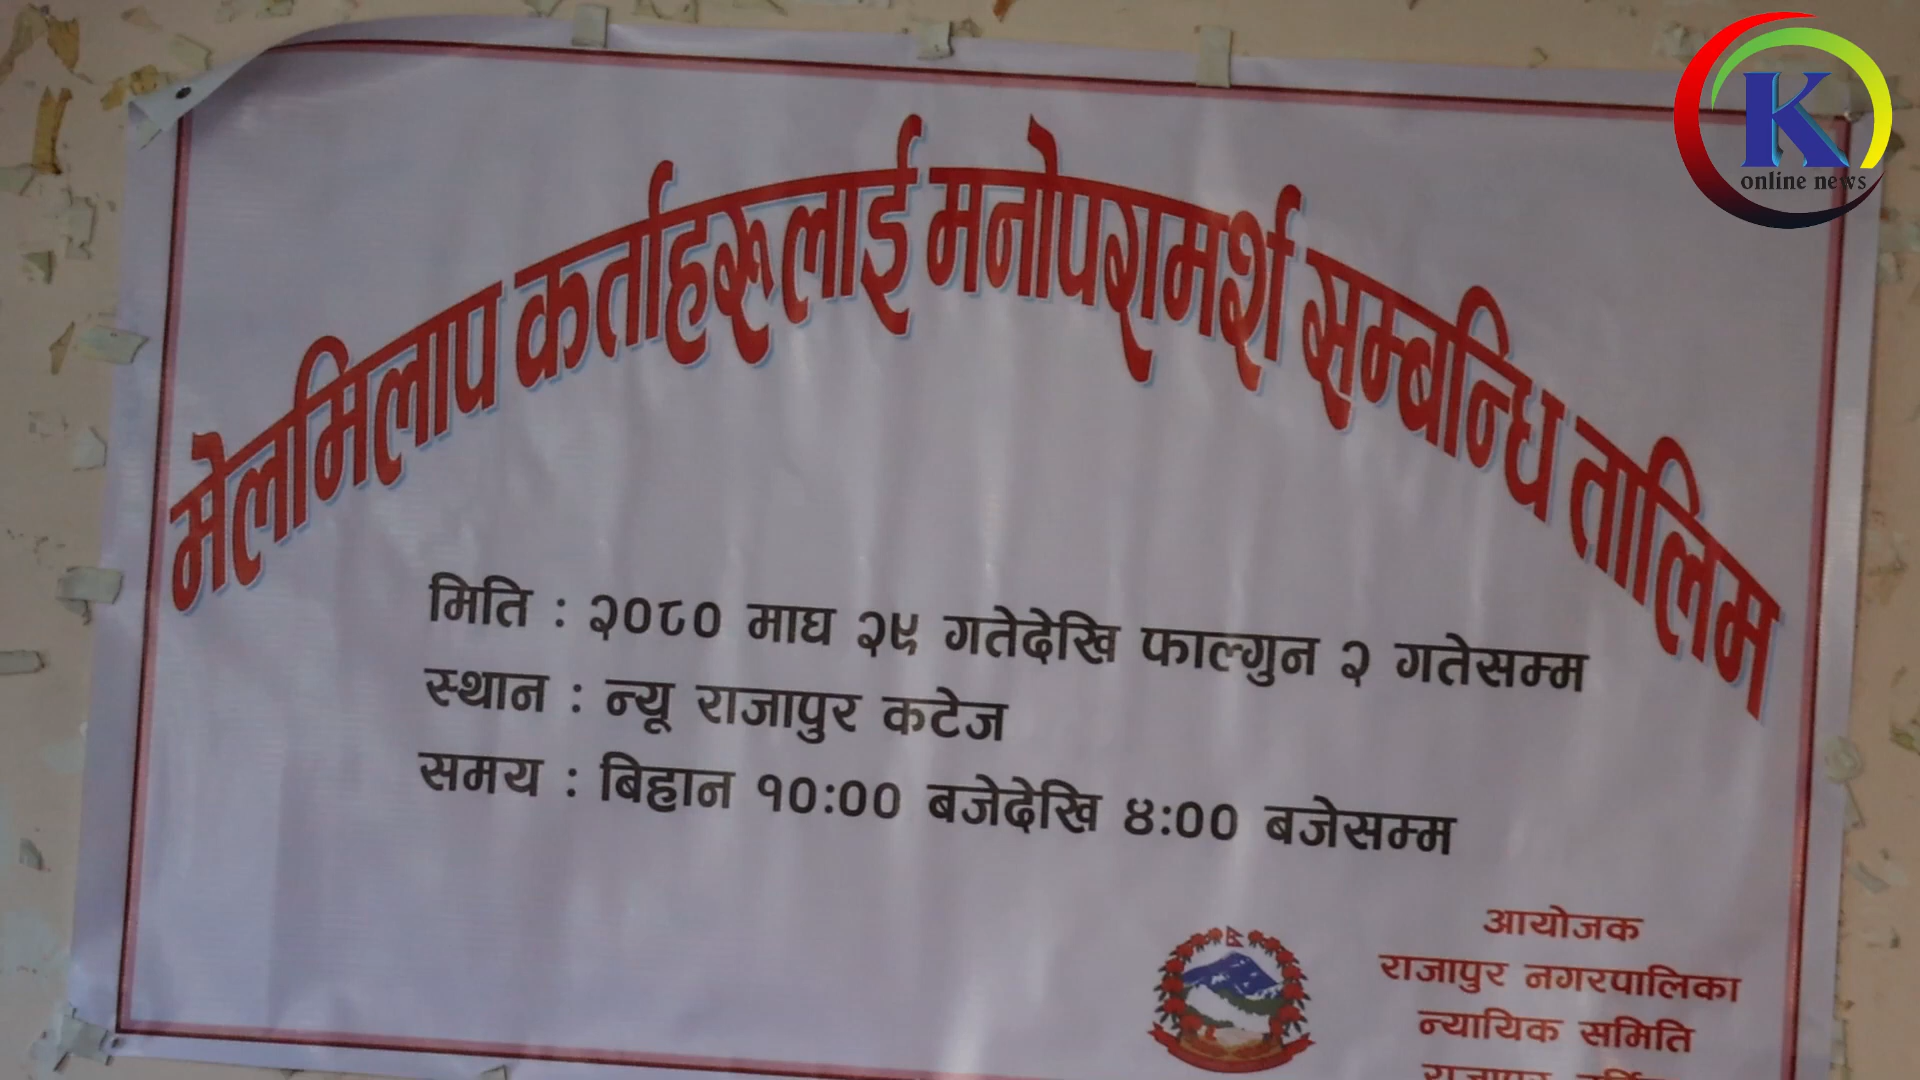 K
online news
मेलमिलाप कर्ताहरूलाई मनोपरामर्श सम्बन्धि तालिम
मिति : २०८० माघ २९ गतेदेखि फाल्गुन २ गतेसम्म
स्थान : न्यू राजापुर कटेज
समय : बिहान १०:०० बजेदेखि ४:०० बजेसम्म
आयोजक
राजापुर नगरपालिका
न्यायिक समिति
राजापुर